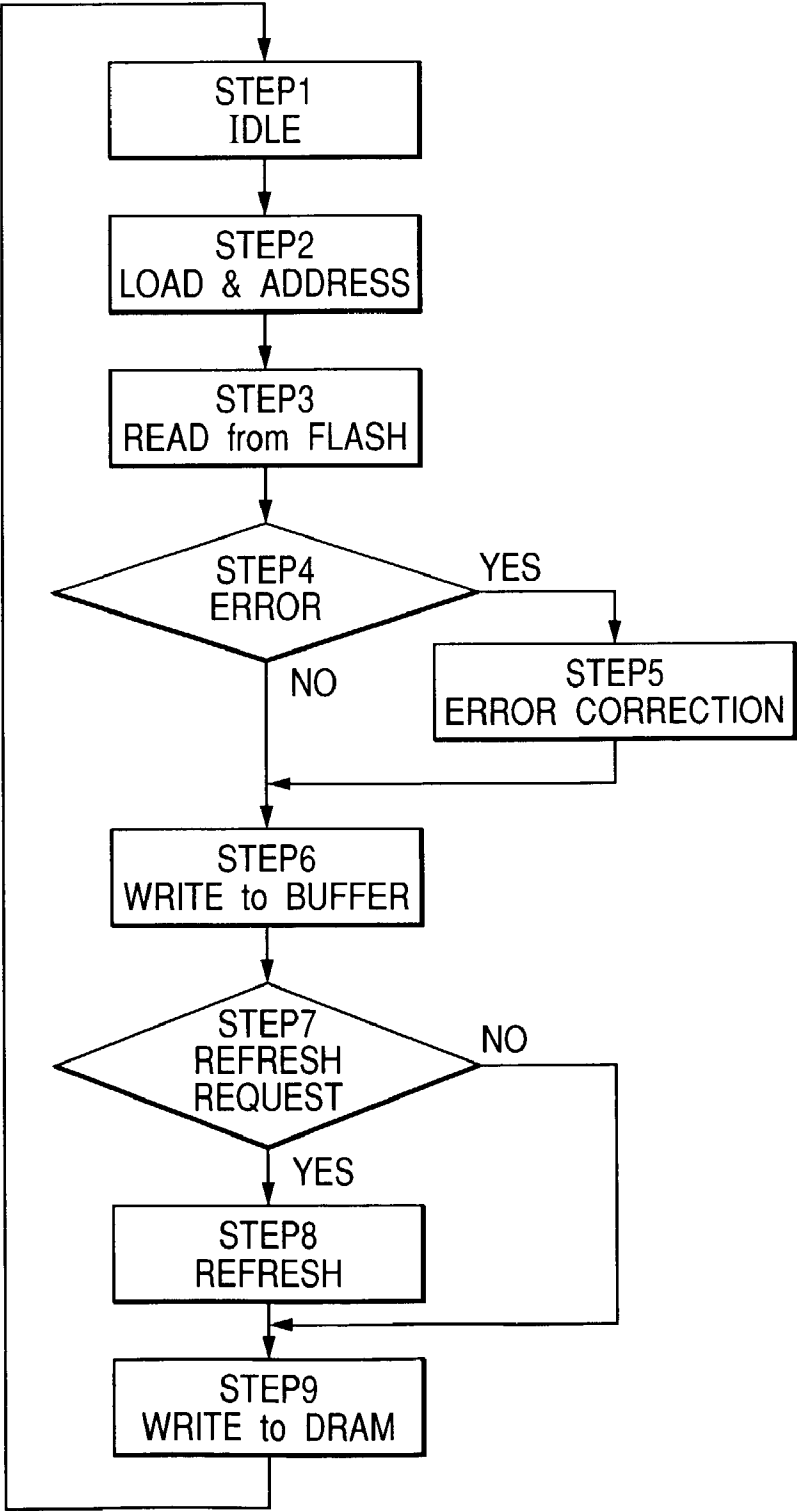 STEP1
IDLE
STEP2
LOAD & ADDRESS
STEP3
READ from FLASH
STEP4
ERROR
YES
NO
STEP5
ERROR CORRECTION
STEP6
WRITE to BUFFER
STEP7
REFRESH
REQUEST
NO
YES
STEP8
REFRESH
STEP9
WRITE to DRAM